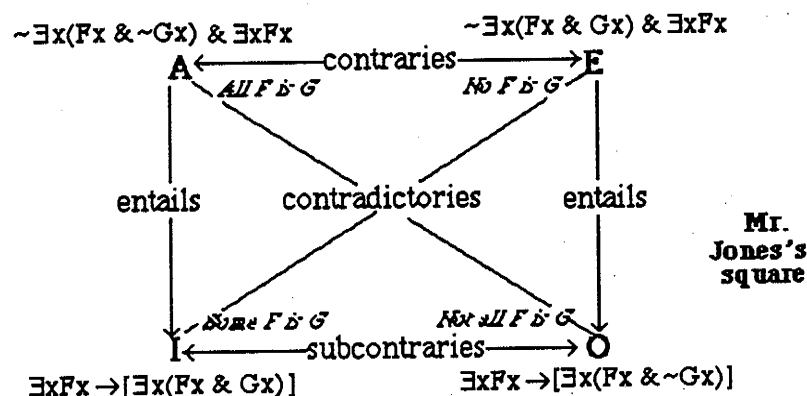 ~∃x(Fx &~Gx) & ∃xFx
~∃x(Fx & Gx) & ∃xFx
A contraries E
All F is G No F is G
entails contradictories entails
Mr.
Jones's
square
Some F is G Not all F is G
I subcontraries O
∃xFx →[∃x(Fx & Gx)]
∃xFx →[∃x(Fx &~Gx)]